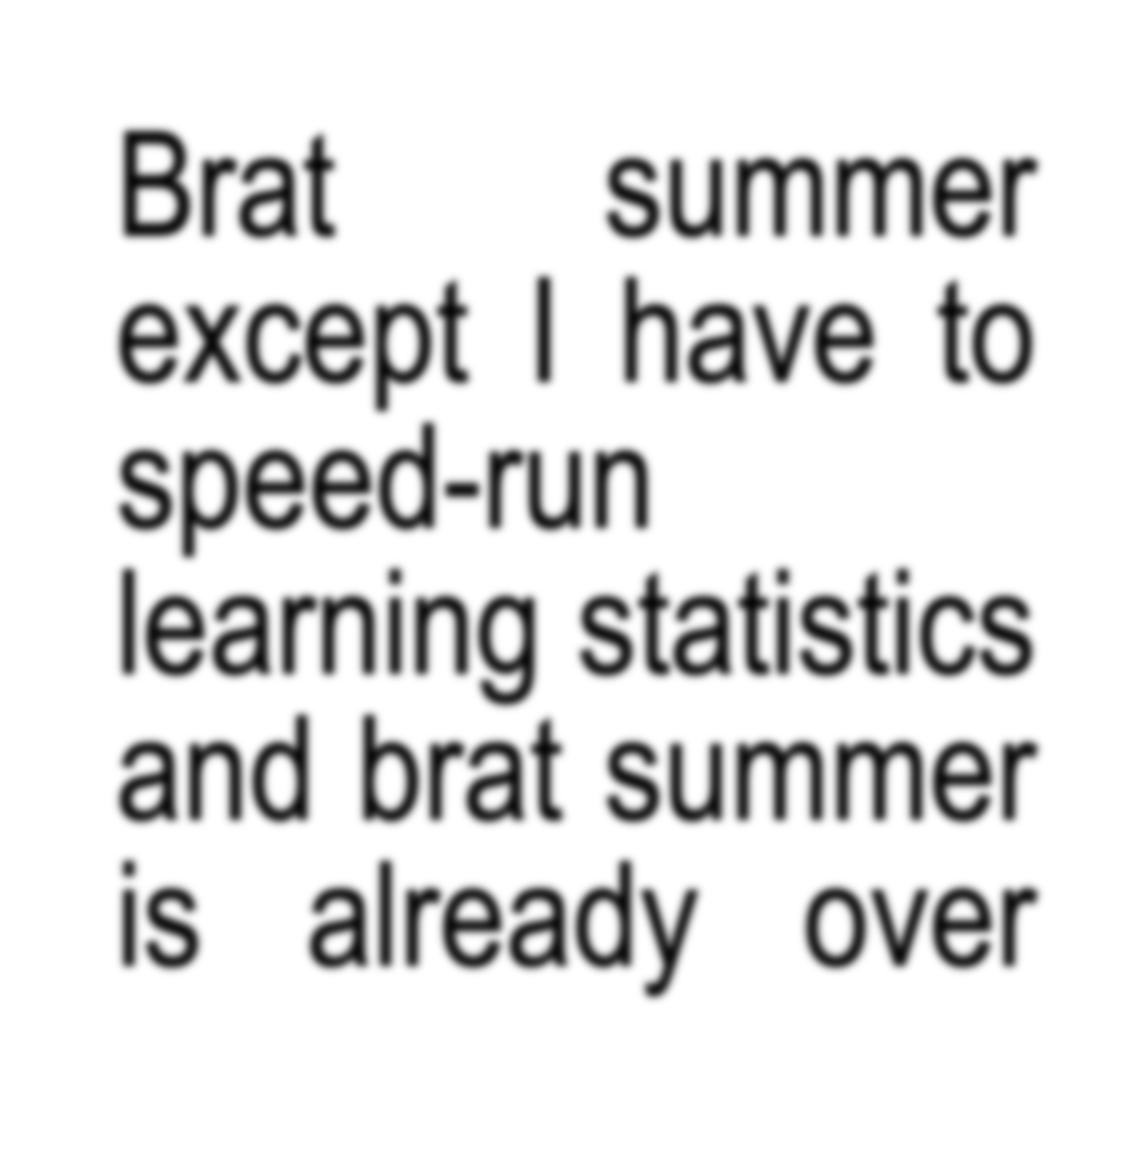 Brat summer
except I have to
speed-run
learning statistics
and brat summer
is already over